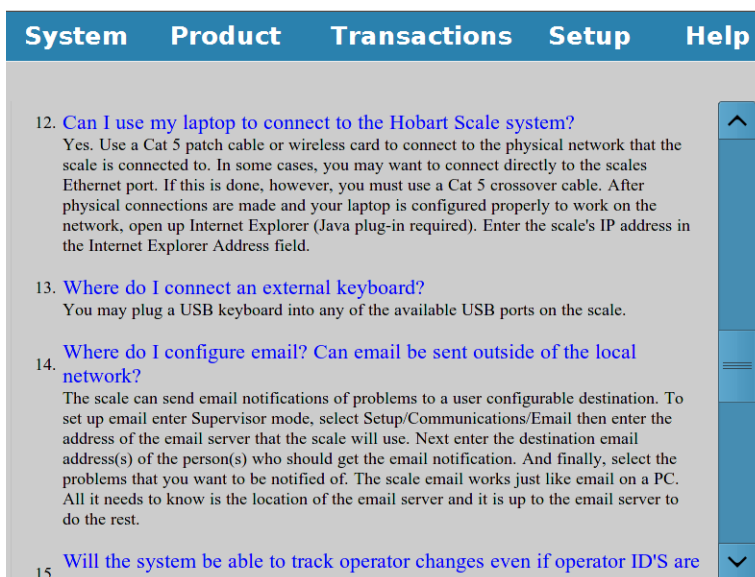 System Product Transactions Setup Help
12. Can I use my laptop to connect to the Hobart Scale system?
Yes. Use a Cat 5 patch cable or wireless card to connect to the physical network that the
scale is connected to. In some cases, you may want to connect directly to the scales
Ethernet port. If this is done, however, you must use a Cat 5 crossover cable. After
physical connections are made and your laptop is configured properly to work on the
network, open up Internet Explorer (Java plug-in required). Enter the scale's IP address in
the Internet Explorer Address field.
13. Where do I connect an external keyboard?
You may plug a USB keyboard into any of the available USB ports on the scale.
14. Where do I configure email? Can email be sent outside of the local
network?
The scale can send email notifications of problems to a user configurable destination. To
set up email enter Supervisor mode, select Setup/Communications/Email then enter the
address of the email server that the scale will use. Next enter the destination email
address(s) of the person(s) who should get the email notification. And finally, select the
problems that you want to be notified of. The scale email works just like email on a PC.
All it needs to know is the location of the email server and it is up to the email server to
do the rest.
15. Will the system be able to track operator changes even if operator ID'S are